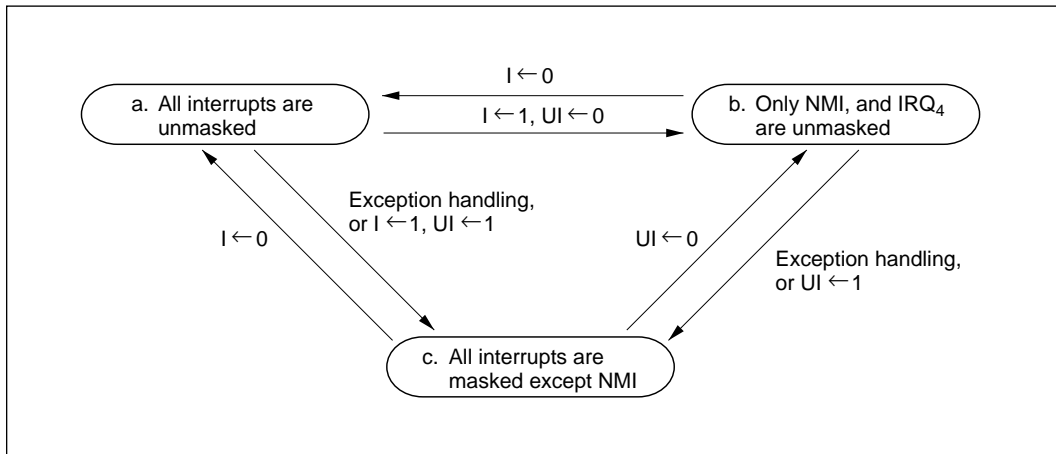 I ← 0
a. All interrupts are
unmasked
I ← 1, UI ← 0
b. Only NMI, and IRQ₄
are unmasked
Exception handling,
or I ← 1, UI ← 1
I ← 0
UI ← 0
Exception handling,
or UI ← 1
c. All interrupts are
masked except NMI